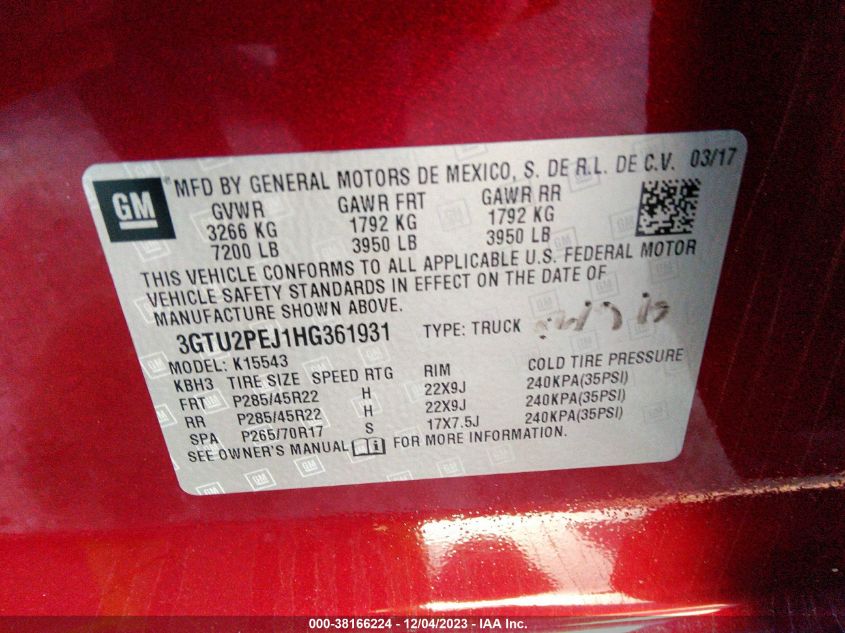 GM ® MFD BY GENERAL MOTORS DE MEXICO, S. DE R.L. DE C.V. 03/17
GVWR GAWR FRT GAWR RR
3266 KG 1792 KG 1792 KG
7200 LB 3950 LB 3950 LB
THIS VEHICLE CONFORMS TO ALL APPLICABLE U.S. FEDERAL MOTOR
VEHICLE SAFETY STANDARDS IN EFFECT ON THE DATE OF
MANUFACTURE SHOWN ABOVE.
3GTU2PEJ1HG361931 TYPE: TRUCK
MODEL: K15543
KBH3 TIRE SIZE SPEED RTG RIM COLD TIRE PRESSURE
FRT P285/45R22 H 22X9J 240KPA(35PSI)
RR P285/45R22 H 22X9J 240KPA(35PSI)
SPA P265/70R17 S 17X7.5J 240KPA(35PSI)
SEE OWNER'S MANUAL FOR MORE INFORMATION.
000-38166224 - 12/04/2023 - IAA Inc.